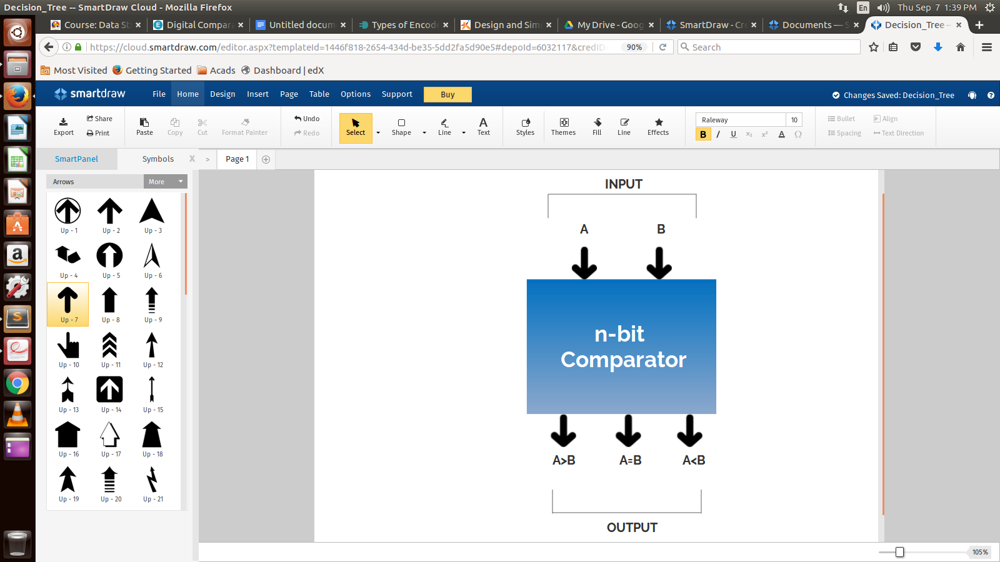 Decision_Tree -- SmartDraw Cloud - Mozilla Firefox
En
Thu Sep 7 1:39 PM
Course: Data St
Digital Compara
Untitled docum
Types of Encode
Design and Sim
My Drive - Goog
SmartDraw - Cre
Documents — S
Decision_Tree -
https://cloud.smartdraw.com/editor.aspx?templateId=1446f818-2654-434d-be35-5dd2fa5d90e5#depoId=6032117&credID
90%
Search
Most Visited
Getting Started
Acads
Dashboard | edX
smartdraw
File
Home
Design
Insert
Page
Table
Options
Support
Buy
Changes Saved: Decision_Tree
Export
Share
Print
Paste
Copy
Cut
Format Painter
Undo
Redo
Select
Shape
Line
Text
Styles
Themes
Fill
Line
Effects
Raleway
10
B
I
U
Bullet
Align
Spacing
Text Direction
SmartPanel
Symbols
X
>
Page 1
Arrows
More
Up - 1
Up - 2
Up - 3
Up - 4
Up - 5
Up - 6
Up - 7
Up - 8
Up - 9
Up - 10
Up - 11
Up - 12
Up - 13
Up - 14
Up - 15
Up - 16
Up - 17
Up - 18
Up - 19
Up - 20
Up - 21
INPUT
A
B
n-bit
Comparator
A>B
A=B
A<B
OUTPUT
105%